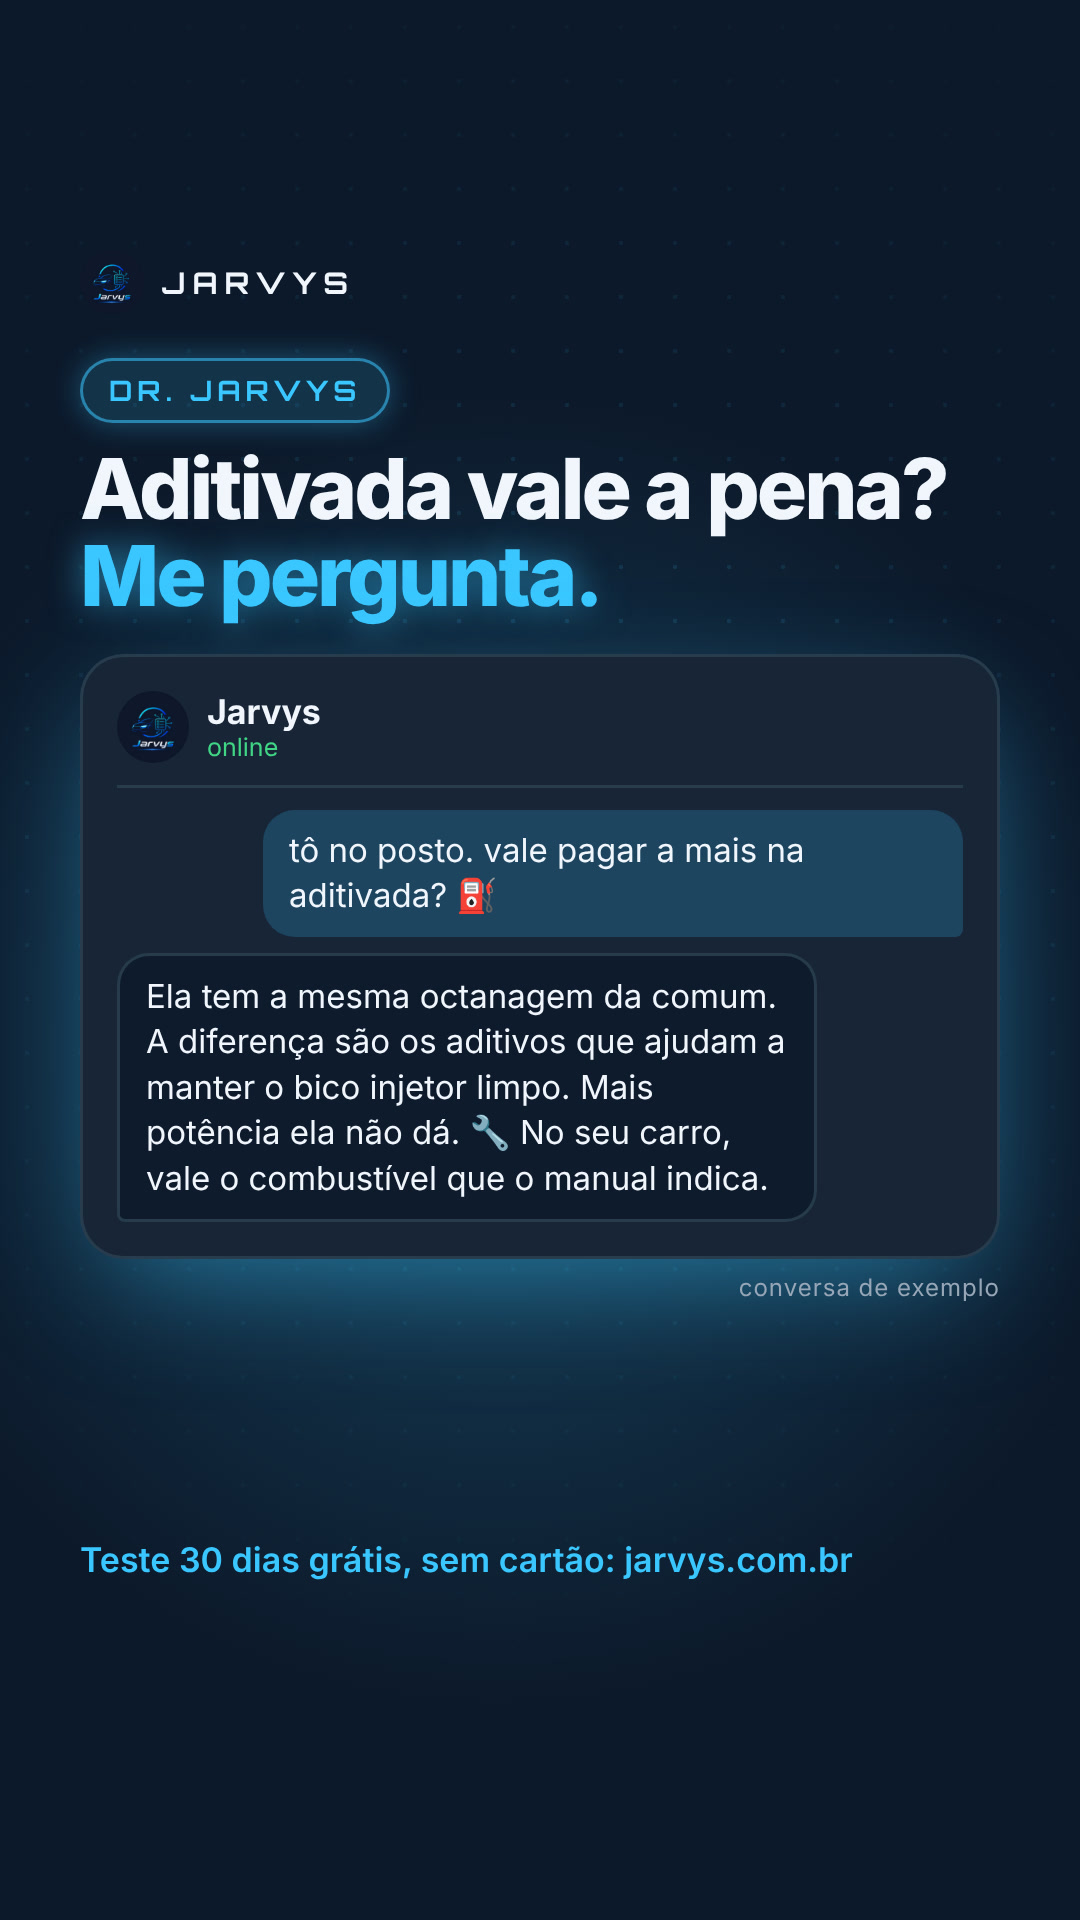 Jarvys
JARVYS
DR. JARVYS
Aditivada vale a pena?
Me pergunta.
Jarvys
Jarvys
online
tô no posto. vale pagar a mais na
aditivada? ⛽
Ela tem a mesma octanagem da comum.
A diferença são os aditivos que ajudam a
manter o bico injetor limpo. Mais
potência ela não dá. 🔧 No seu carro,
vale o combustível que o manual indica.
conversa de exemplo
Teste 30 dias grátis, sem cartão: jarvys.com.br